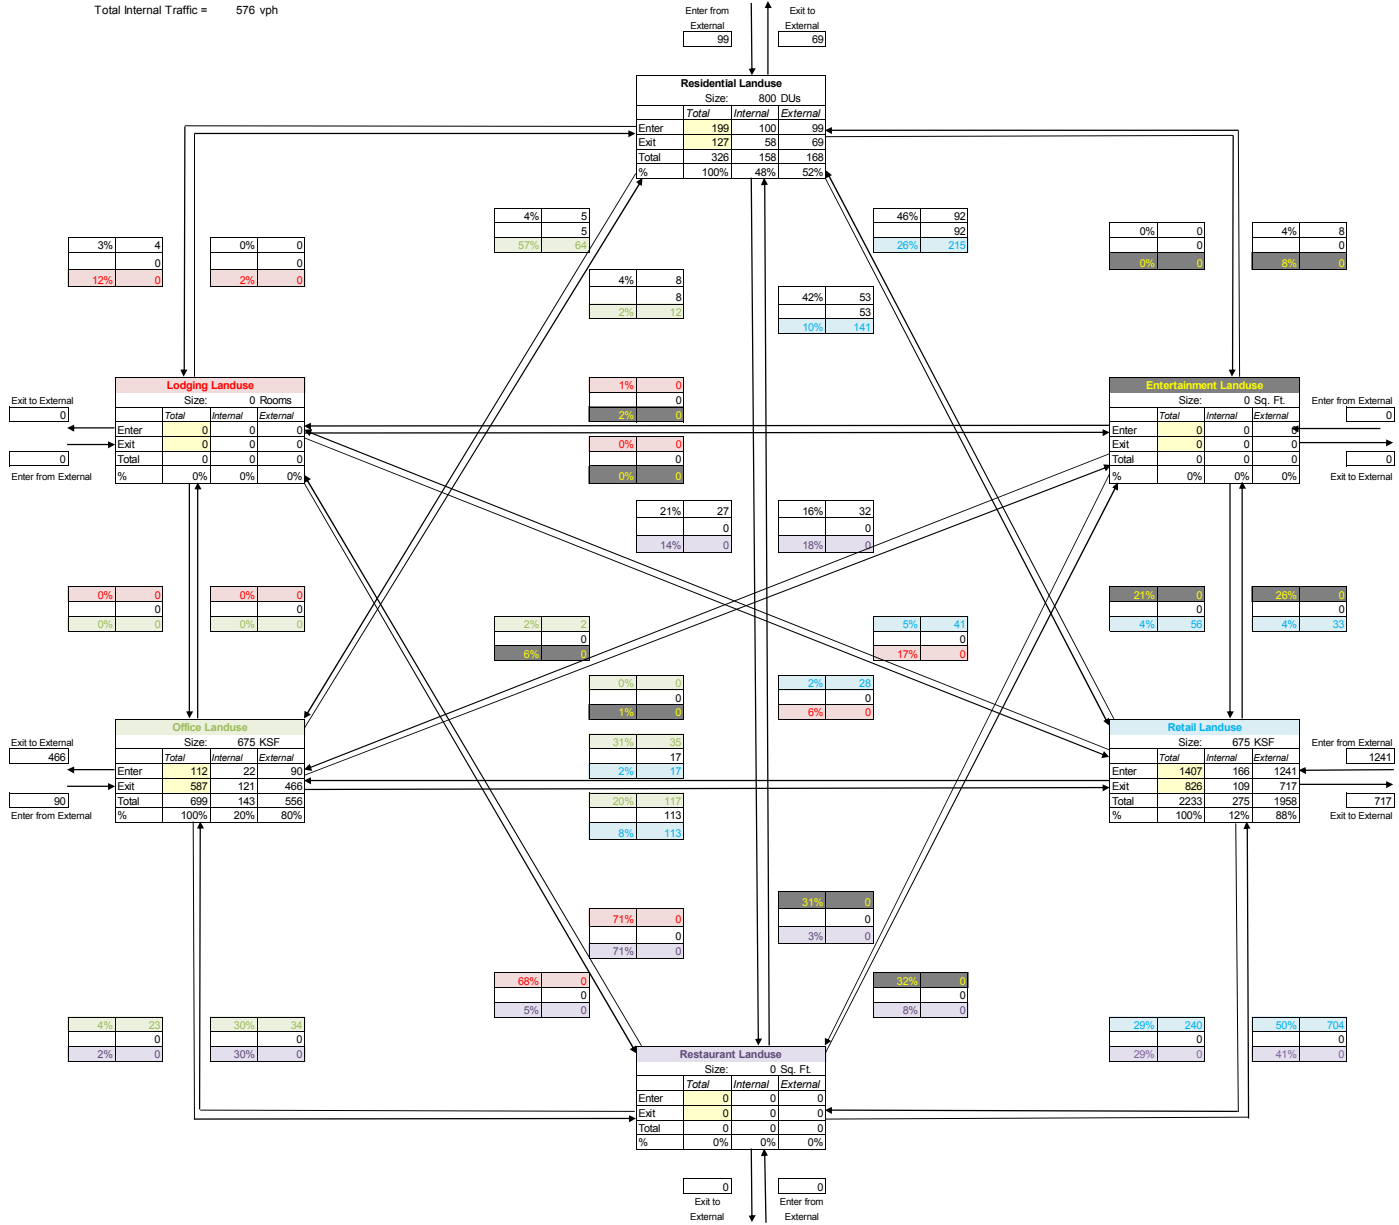 Total Internal Traffic = 576 vph
Enter from Exit to
External External
99 69
Residential Landuse
Size: 800 DUs
Total Internal External
Enter 199 100 99
Exit 127 58 69
Total 326 158 168
% 100% 48% 52%
4% 5
5
57% 64
46% 92
92
26% 215
3% 4
0
12% 0
0% 0
0
2% 0
0% 0
0
0% 0
4% 8
0
8% 0
4% 8
8
2% 12
42% 53
53
10% 141
Lodging Landuse
Size: 0 Rooms
Total Internal External
Enter 0 0 0
Exit 0 0 0
Total 0 0 0
% 0% 0% 0%
Exit to External
0
0
Enter from External
1% 0
0
2% 0
0% 0
0
0% 0
Entertainment Landuse
Size: 0 Sq. Ft.
Total Internal External
Enter 0 0 0
Exit 0 0 0
Total 0 0 0
% 0% 0% 0%
Enter from External
0
0
Exit to External
21% 27
0
14% 0
16% 32
0
18% 0
0% 0
0
0% 0
0% 0
0
0% 0
21% 0
0
4% 56
26% 0
0
4% 33
2% 2
0
6% 0
5% 41
0
17% 0
0% 0
0
1% 0
2% 28
0
6% 0
Office Landuse
Size: 675 KSF
Total Internal External
Enter 112 22 90
Exit 587 121 466
Total 699 143 556
% 100% 20% 80%
Exit to External
466
90
Enter from External
31% 35
17
2% 17
20% 117
113
8% 113
Retail Landuse
Size: 675 KSF
Total Internal External
Enter 1407 166 1241
Exit 826 109 717
Total 2233 275 1958
% 100% 12% 88%
Enter from External
1241
717
Exit to External
71% 0
0
71% 0
31% 0
0
3% 0
68% 0
0
5% 0
32% 0
0
8% 0
4% 23
0
2% 0
30% 34
0
30% 0
29% 240
0
29% 0
50% 704
0
41% 0
Restaurant Landuse
Size: 0 Sq. Ft.
Total Internal External
Enter 0 0 0
Exit 0 0 0
Total 0 0 0
% 0% 0% 0%
0 0
Exit to Enter from
External External